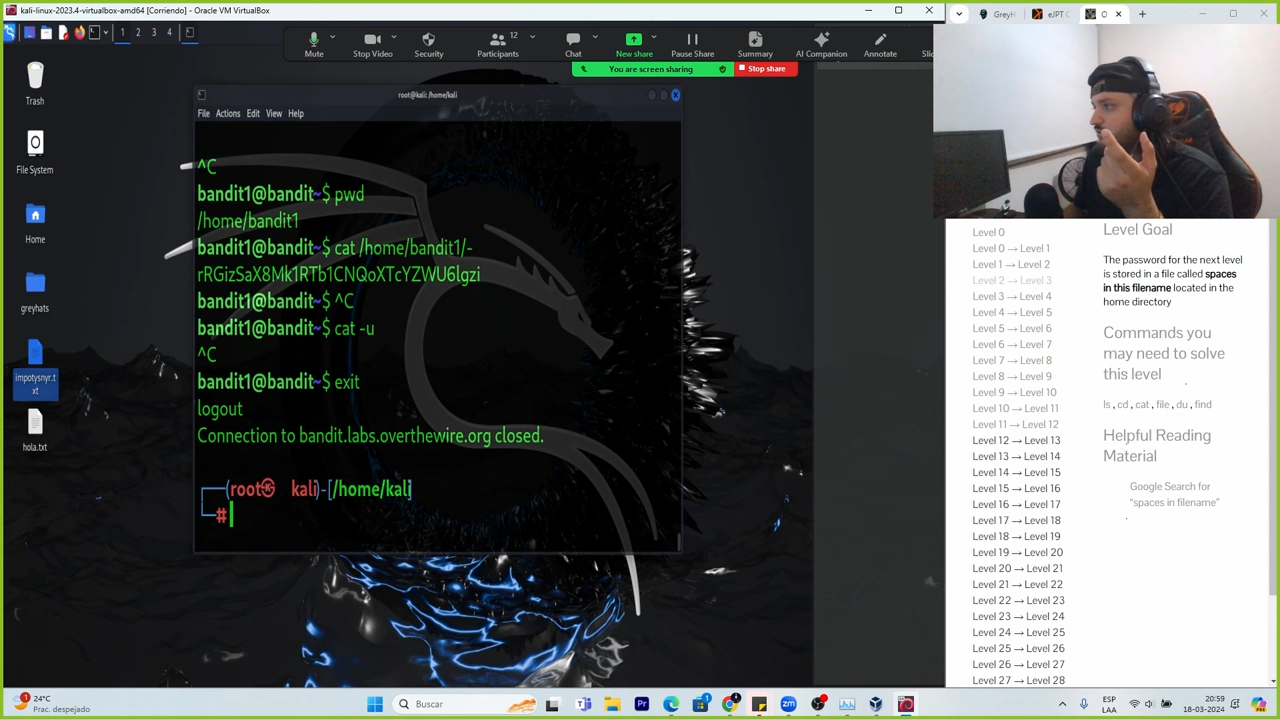 kali-linux-2023.4-virtualbox-amd64 [Corriendo] - Oracle VM VirtualBox
GreyH
eJPT C
O
1 2 3 4
12
Mute
Stop Video
Security
Participants
Chat
New share
Pause Share
Summary
AI Companion
Annotate
You are screen sharing
Stop share
Trash
File System
Home
greyhats
impotysnyr.t
xt
hola.txt
root@kali: /home/kali
File Actions Edit View Help
^C
bandit1@bandit:~$ pwd
/home/bandit1
bandit1@bandit:~$ cat /home/bandit1/-
rRGizSaX8Mk1RTb1CNQoXTcYZWU6lgzi
bandit1@bandit:~$ ^C
bandit1@bandit:~$ cat -u
^C
bandit1@bandit:~$ exit
logout
Connection to bandit.labs.overthewire.org closed.
(root㉿kali)-[/home/kali]
#
Level 0
Level 0 → Level 1
Level 1 → Level 2
Level 2 → Level 3
Level 3 → Level 4
Level 4 → Level 5
Level 5 → Level 6
Level 6 → Level 7
Level 7 → Level 8
Level 8 → Level 9
Level 9 → Level 10
Level 10 → Level 11
Level 11 → Level 12
Level 12 → Level 13
Level 13 → Level 14
Level 14 → Level 15
Level 15 → Level 16
Level 16 → Level 17
Level 17 → Level 18
Level 18 → Level 19
Level 19 → Level 20
Level 20 → Level 21
Level 21 → Level 22
Level 22 → Level 23
Level 23 → Level 24
Level 24 → Level 25
Level 25 → Level 26
Level 26 → Level 27
Level 27 → Level 28
Level Goal
The password for the next level
is stored in a file called spaces
in this filename located in the
home directory
Commands you
may need to solve
this level
ls , cd , cat , file , du , find
Helpful Reading
Material
Google Search for
“spaces in filename”
24°C
Prac. despejado
Buscar
ESP
LAA
20:59
18-03-2024